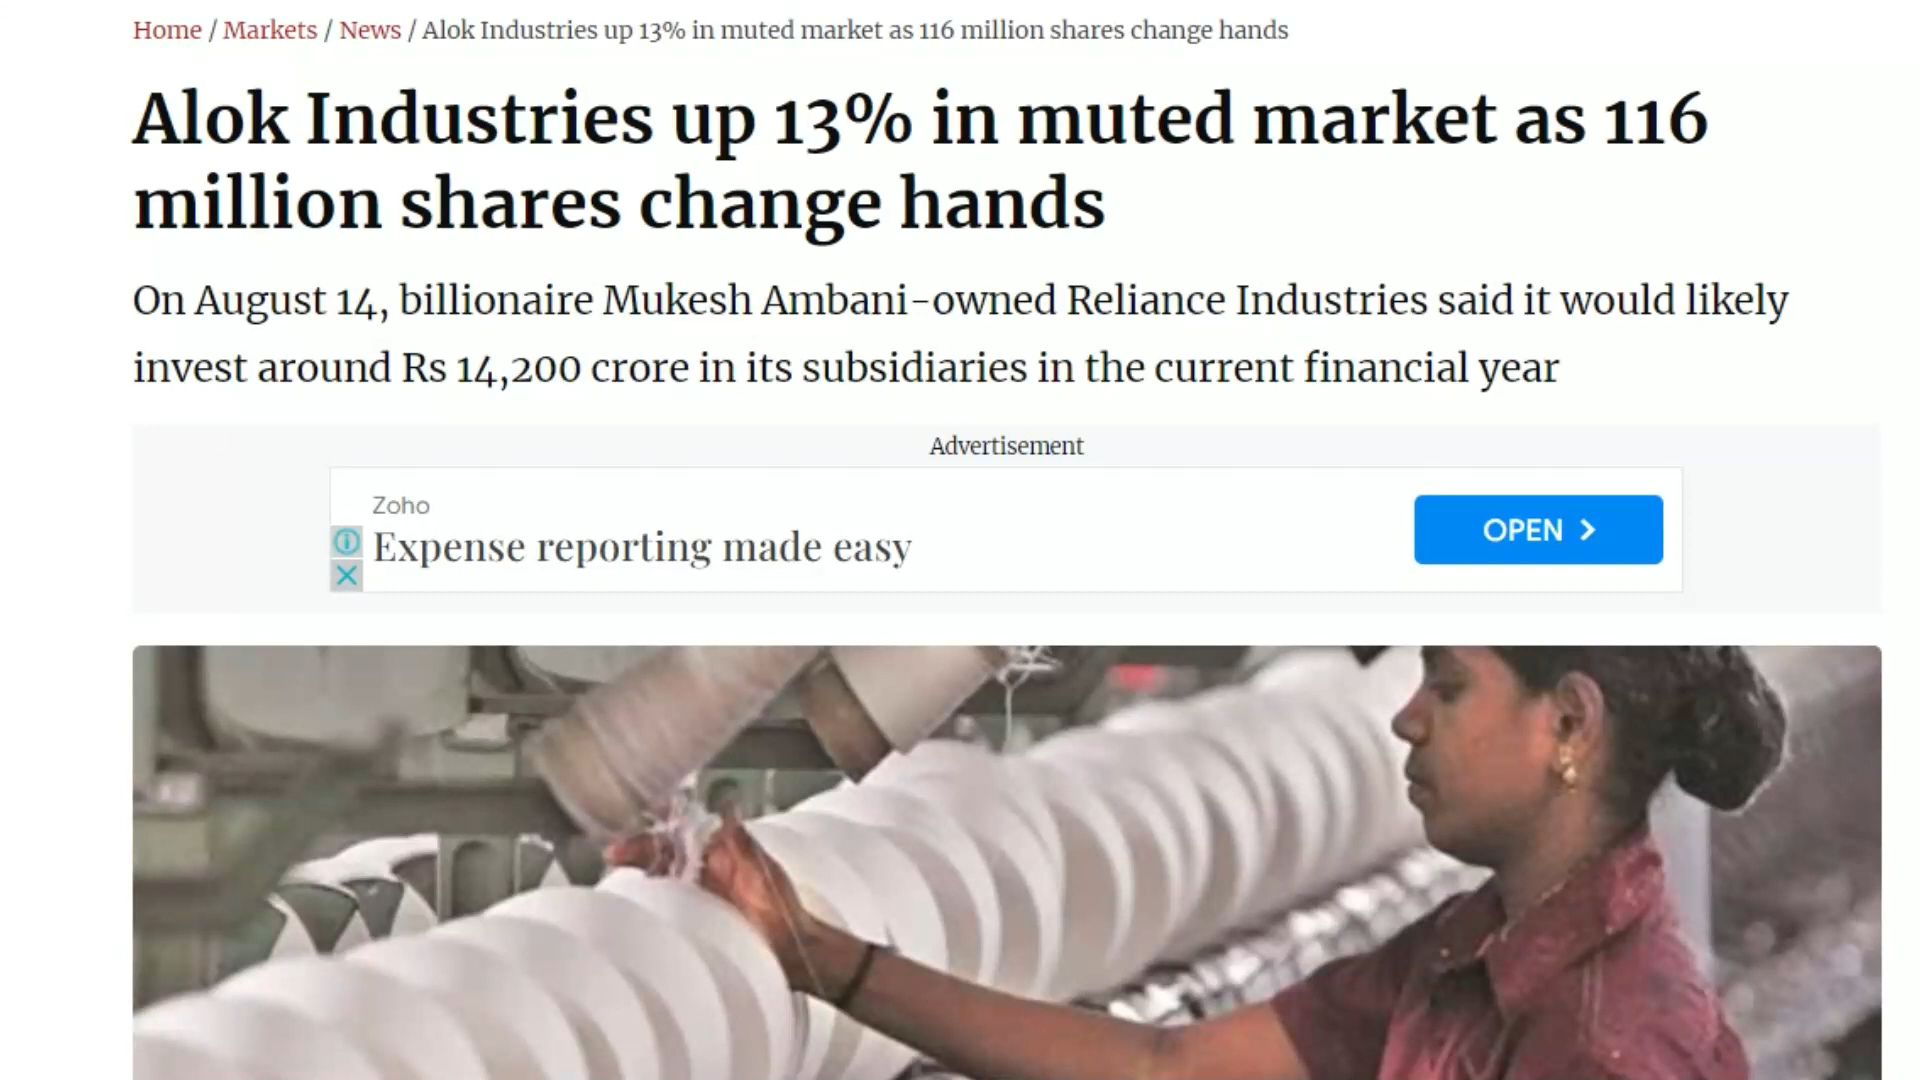 Home / Markets / News / Alok Industries up 13% in muted market as 116 million shares change hands
Alok Industries up 13% in muted market as 116
million shares change hands
On August 14, billionaire Mukesh Ambani-owned Reliance Industries said it would likely
invest around Rs 14,200 crore in its subsidiaries in the current financial year
Advertisement
Zoho
Expense reporting made easy
OPEN